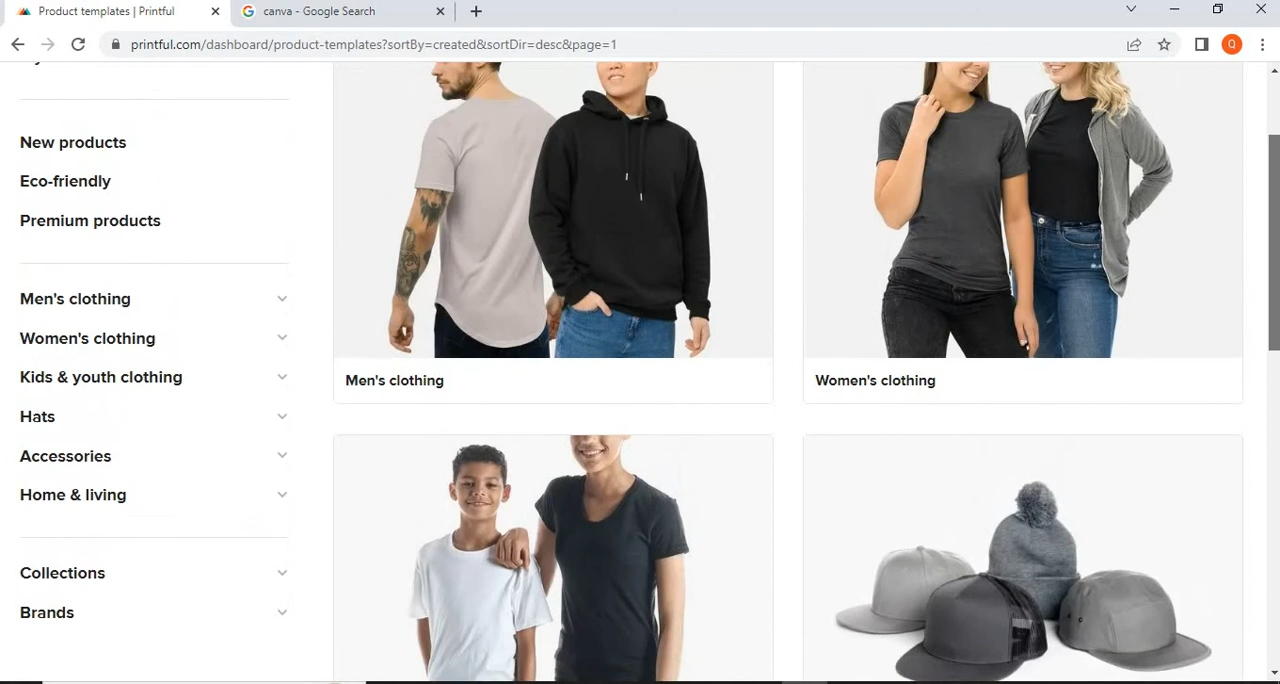 Product templates | Printful
canva - Google Search
printful.com/dashboard/product-templates?sortBy=created&sortDir=desc&page=1
Q
New products
Eco-friendly
Premium products
Men's clothing
Women's clothing
Kids & youth clothing
Hats
Accessories
Home & living
Collections
Brands
Men's clothing
Women's clothing